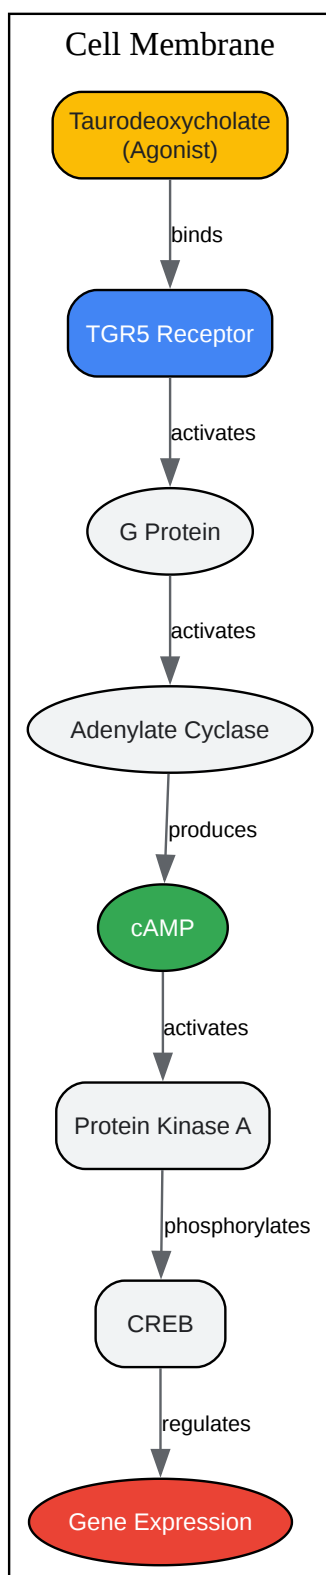 Cell Membrane
Taurodeoxycholate
(Agonist)
binds
TGR5 Receptor
activates
G Protein
activates
Adenylate Cyclase
produces
cAMP
activates
Protein Kinase A
phosphorylates
CREB
regulates
Gene Expression